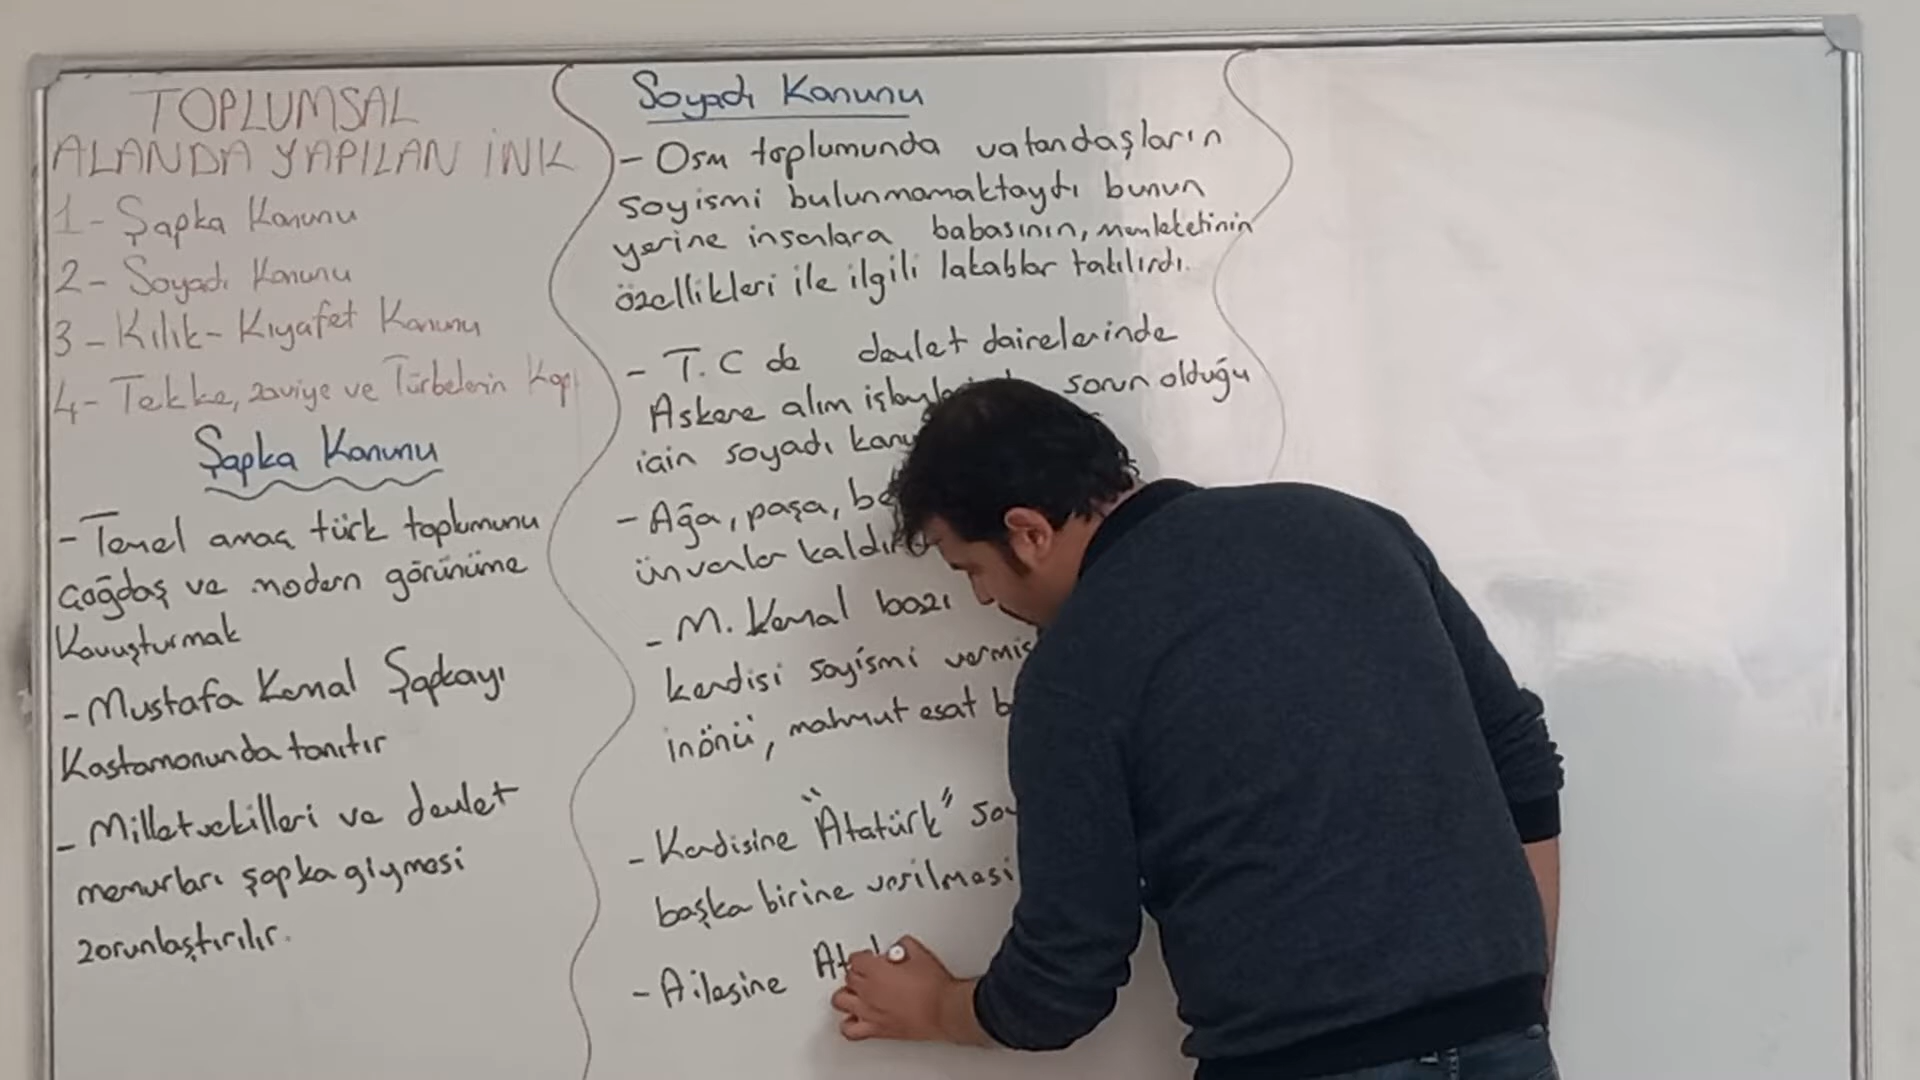 TOPLUMSAL
ALANDA YAPILAN İNK
1- Şapka Kanunu
2- Soyadı Kanunu
3- Kılık-Kıyafet Kanunu
4- Tekke, zaviye ve Türbelerin Kap
Şapka Kanunu
- Temel amaç türk toplumunu
çağdaş ve modern görünüme
Kavuşturmak
- Mustafa Kemal Şapkayı
Kastamonunda tanıtır
- Milletvekilleri ve devlet
memurları şapka giymesi
zorunlaştırılır.
Soyadı Kanunu
- Osm toplumunda vatandaşların
soyismi bulunmamaktaydı bunun
yerine insanlara babasının, memleketinin
özellikleri ile ilgili lakablar takılırdı.
- T.C de devlet dairelerinde
Askere alım sorun olduğu
için soyadı
- Ağa, paşa,
ünvanlar
- M. Kemal bazı
kendisi soyismi
inönü, mahmut esat
- Kendisine "Atatürk"
başka birine verilmesi
- Ailesine